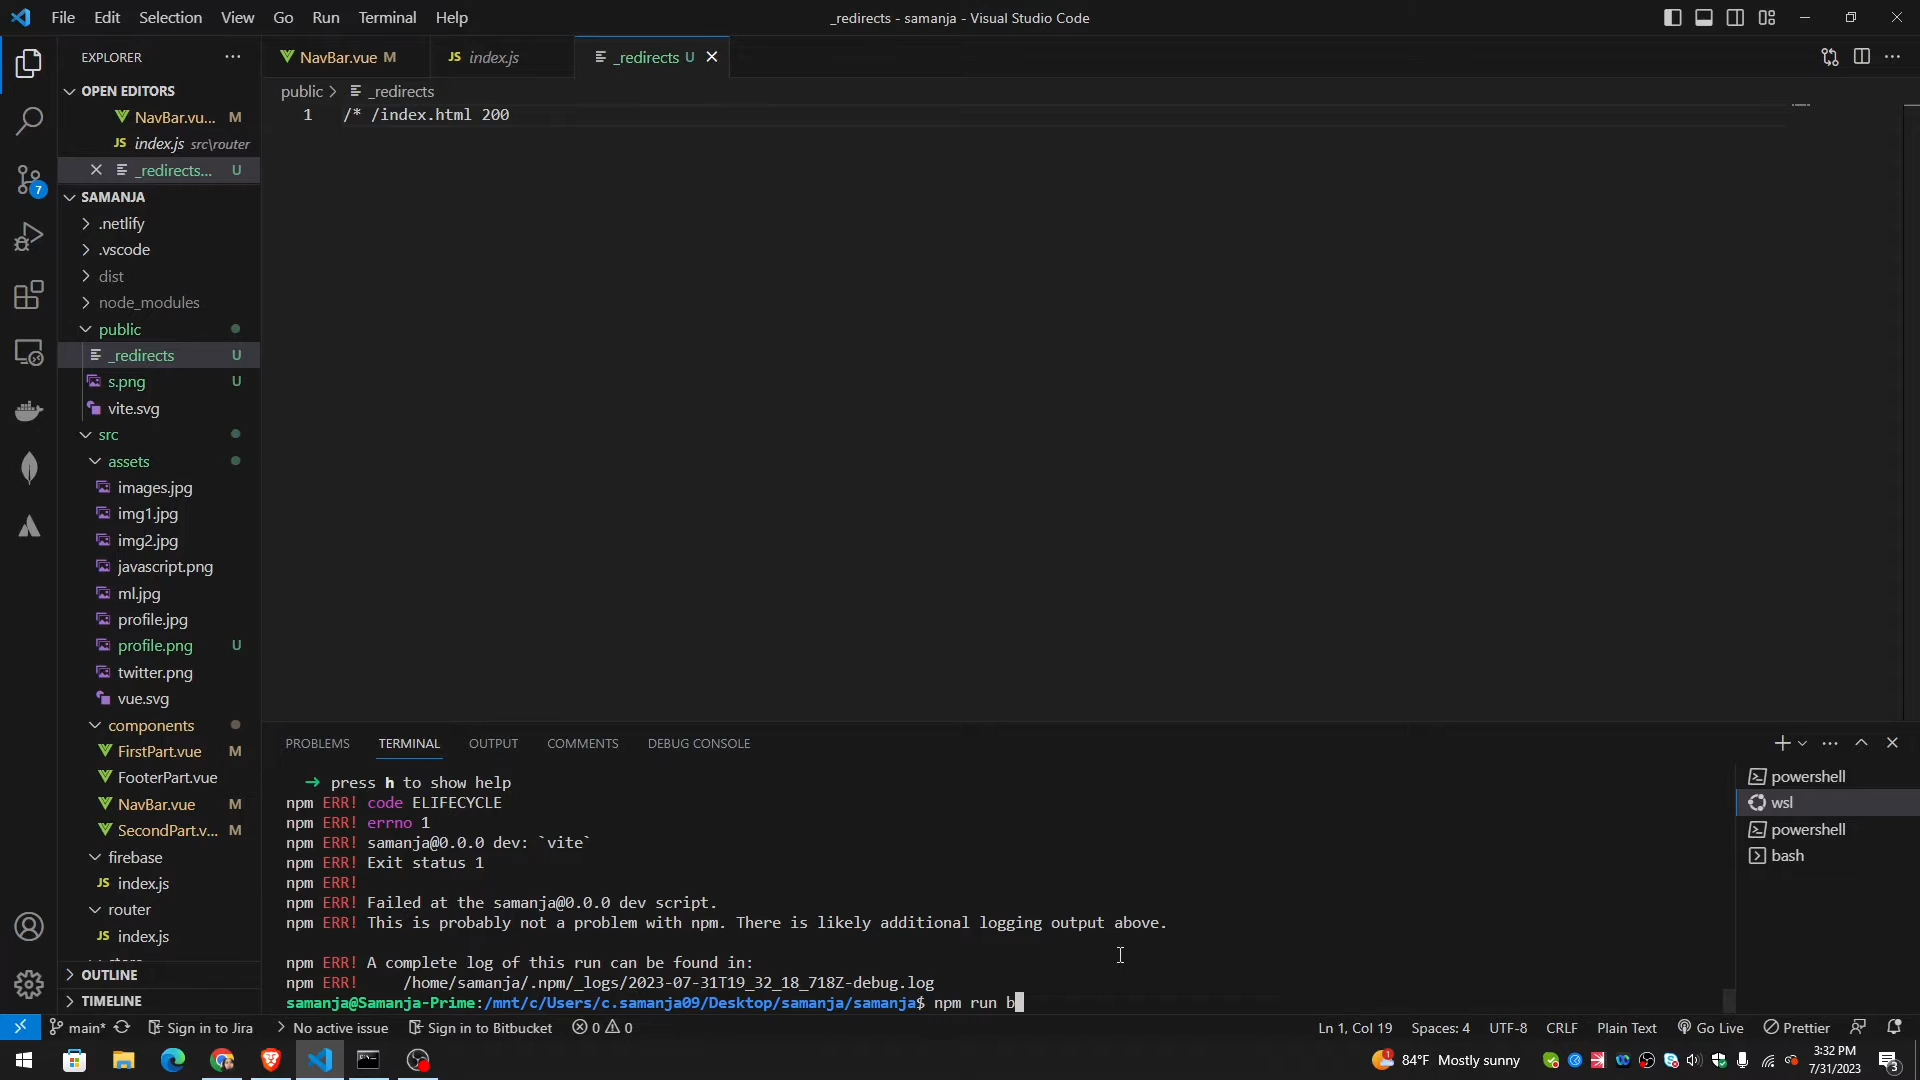 File Edit Selection View Go Run Terminal Help
_redirects - samanja - Visual Studio Code
EXPLORER
OPEN EDITORS
NavBar.vu... M
JS index.js src\router
_redirects... U
SAMANJA
.netlify
.vscode
dist
node_modules
public
_redirects U
s.png U
vite.svg
src
assets
images.jpg
img1.jpg
img2.jpg
javascript.png
ml.jpg
profile.jpg
profile.png U
twitter.png
vue.svg
components
FirstPart.vue M
FooterPart.vue
NavBar.vue M
SecondPart.v... M
firebase
JS index.js
router
JS index.js
OUTLINE
TIMELINE
7
NavBar.vue M
JS index.js
_redirects U
public > _redirects
1 /* /index.html 200
PROBLEMS TERMINAL OUTPUT COMMENTS DEBUG CONSOLE
➜ press h to show help
npm ERR! code ELIFECYCLE
npm ERR! errno 1
npm ERR! samanja@0.0.0 dev: `vite`
npm ERR! Exit status 1
npm ERR!
npm ERR! Failed at the samanja@0.0.0 dev script.
npm ERR! This is probably not a problem with npm. There is likely additional logging output above.
npm ERR! A complete log of this run can be found in:
npm ERR! /home/samanja/.npm/_logs/2023-07-31T19_32_18_718Z-debug.log
samanja@Samanja-Prime:/mnt/c/Users/c.samanja09/Desktop/samanja/samanja$ npm run b
powershell
wsl
powershell
bash
main* Sign in to Jira No active issue Sign in to Bitbucket 0 0
Ln 1, Col 19 Spaces: 4 UTF-8 CRLF Plain Text Go Live Prettier
84°F Mostly sunny
3:32 PM
7/31/2023
3